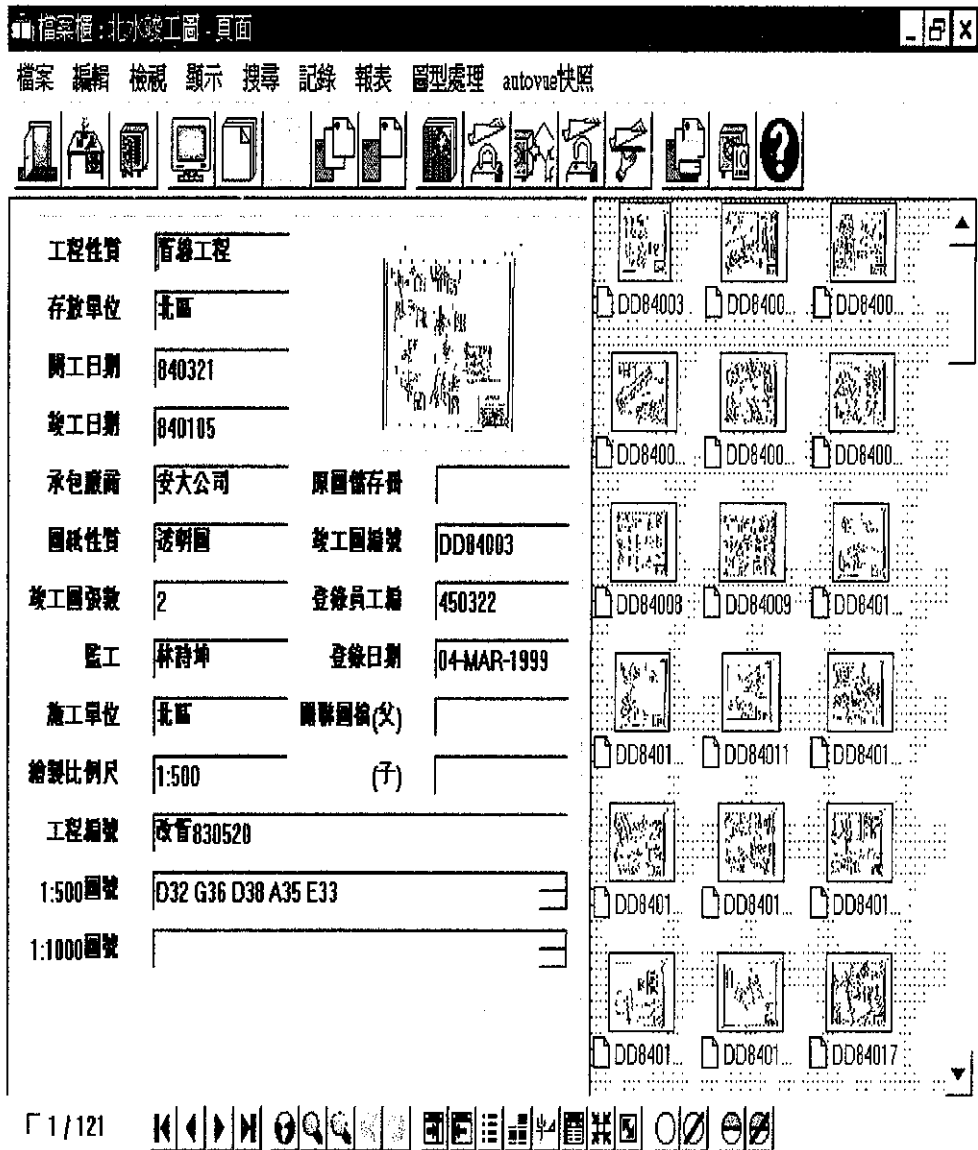 檔案櫃 : 北水竣工圖 - 頁面
檔案 編輯 檢視 顯示 搜尋 記錄 報表 圖型處理 autovue快照
工程性質 管線工程
存放單位 北區
開工日期 840321
竣工日期 840105
承包廠商 安大公司 原圖儲存冊
圖紙性質 透明圖 竣工圖編號 DD84003
竣工圖張數 2 登錄員工編 450322
監工 林詩坤 登錄日期 04-MAR-1999
施工單位 北區 關聯圖檔(父)
繪製比例尺 1:500 (子)
工程編號 改管830520
1:500圖號 D32 G36 D38 A35 E33
1:1000圖號
DD84003 DD8400... DD8400...
DD8400... DD8400... DD8400...
DD84008 DD84009 DD8401...
DD8401... DD84011 DD8401...
DD8401... DD8401... DD8401...
DD8401... DD8401... DD84017
1 / 121